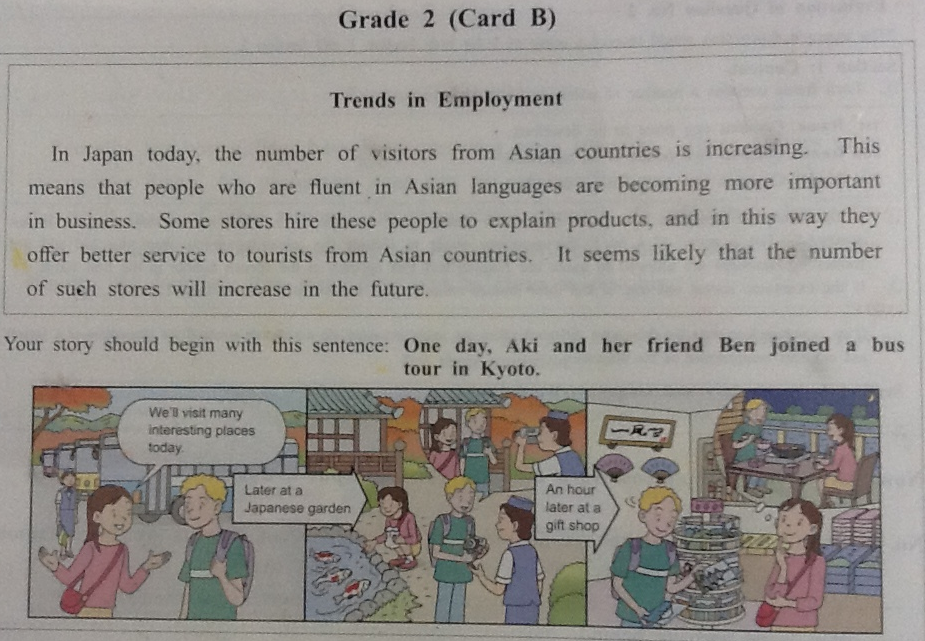 Grade 2 (Card B)
Trends in Employment
In Japan today, the number of visitors from Asian countries is increasing. This
means that people who are fluent in Asian languages are becoming more important
in business. Some stores hire these people to explain products, and in this way they
offer better service to tourists from Asian countries. It seems likely that the number
of such stores will increase in the future.
Your story should begin with this sentence: One day, Aki and her friend Ben joined a bus
tour in Kyoto.
We'll visit many
interesting places
today.
Later at a
Japanese garden
An hour
later at a
gift shop